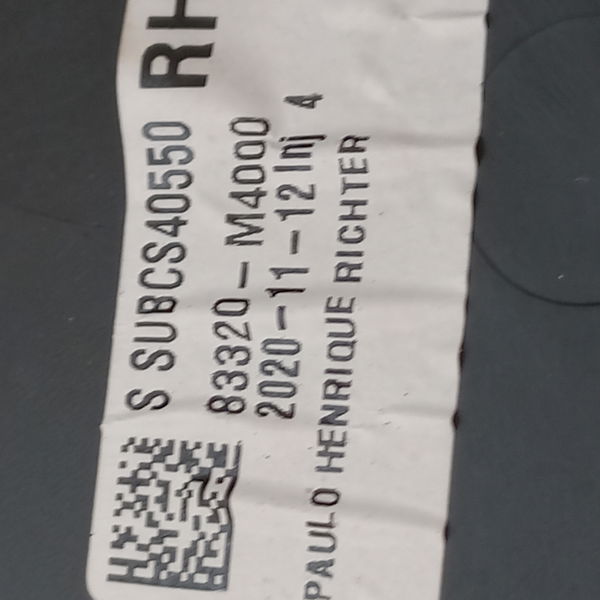 S SUBCS40550 RH
83320-M4000
2020-11-12 Inj 4
PAULO HENRIQUE RICHTER